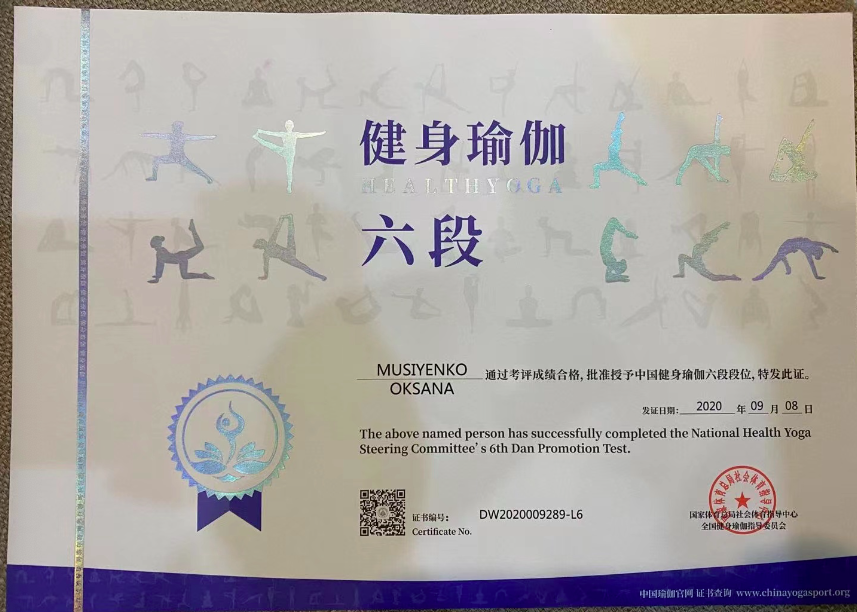 健身瑜伽
HEALTHYOGA
六段
MUSIYENKO
OKSANA
通过考评成绩合格,批准授予中国健身瑜伽六段段位,特发此证。
发证日期: 2020 年 09 月 08 日
The above named person has successfully completed the National Health Yoga
Steering Committee's 6th Dan Promotion Test.
证书编号: DW2020009289-L6
Certificate No.
国家体育总局社会体育指导中心
全国健身瑜伽指导委员会
中国瑜伽官网 证书查询 www.chinayogasport.org